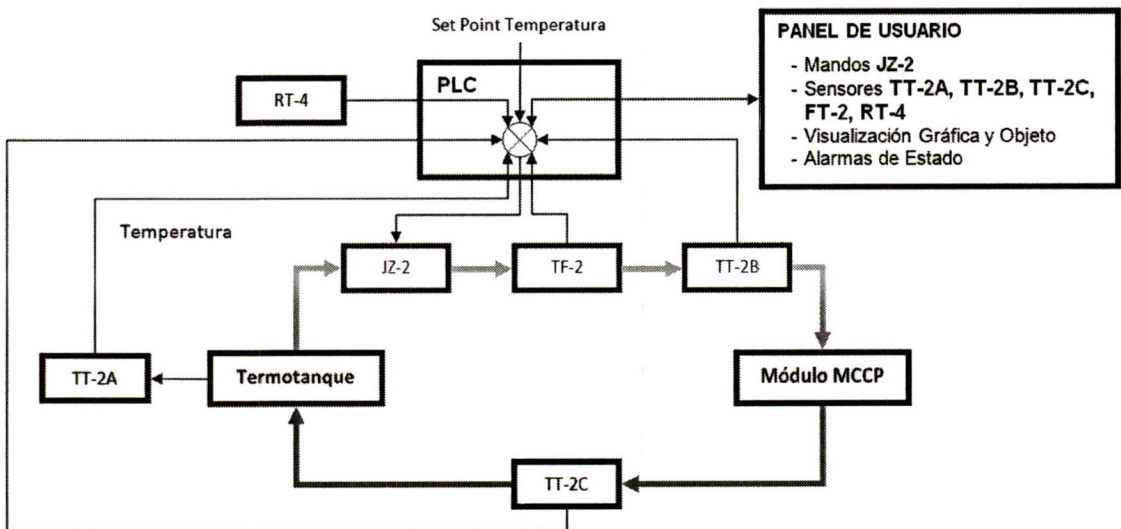 Set Point Temperatura
PANEL DE USUARIO
- Mandos JZ-2
- Sensores TT-2A, TT-2B, TT-2C,
FT-2, RT-4
- Visualización Gráfica y Objeto
- Alarmas de Estado
PLC
RT-4
Temperatura
JZ-2
TF-2
TT-2B
TT-2A
Termotanque
Módulo MCCP
TT-2C